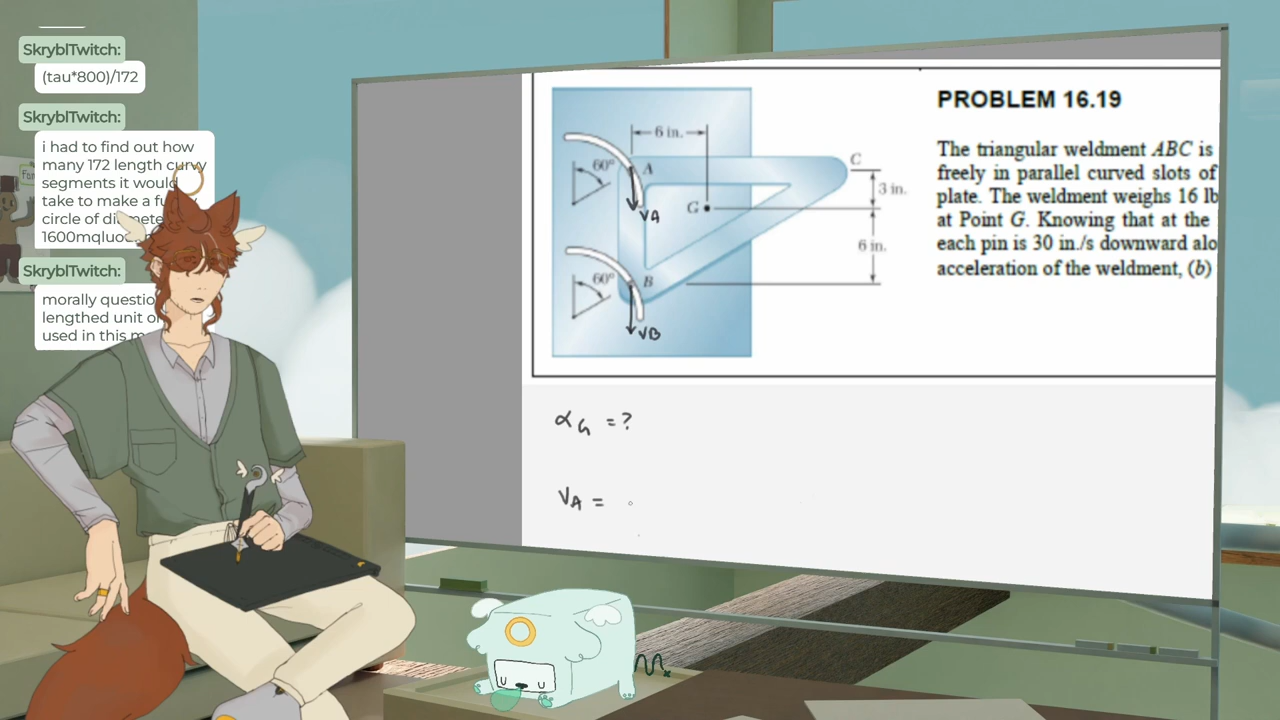 SkryblTwitch:
(tau*800)/172
SkryblTwitch:
i had to find out how
many 172 length curvy
segments it would
take to make a
circle of
SkryblTwitch:
morally
lengthed unit
used in this
6 in.
60°
A
C
3 in.
G
VA
6 in.
60°
B
VB
PROBLEM 16.19
The triangular weldment ABC is
freely in parallel curved slots of
plate. The weldment weighs 16 lb
at Point G. Knowing that at the
each pin is 30 in./s downward alo
acceleration of the weldment, (b)
αG = ?
VA =